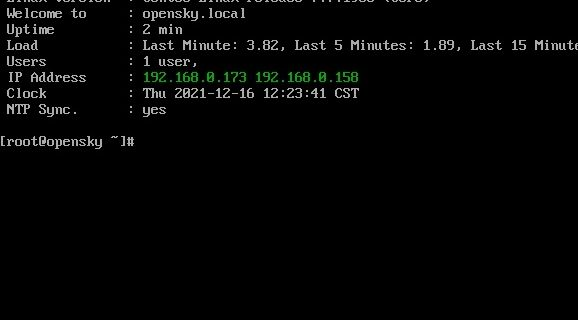 Welcome to : opensky.local
Uptime : 2 min
Load : Last Minute: 3.82, Last 5 Minutes: 1.89, Last 15 Minute
Users : 1 user,
IP Address : 192.168.0.173 192.168.0.158
Clock : Thu 2021-12-16 12:23:41 CST
NTP Sync. : yes
[root@opensky ~]#